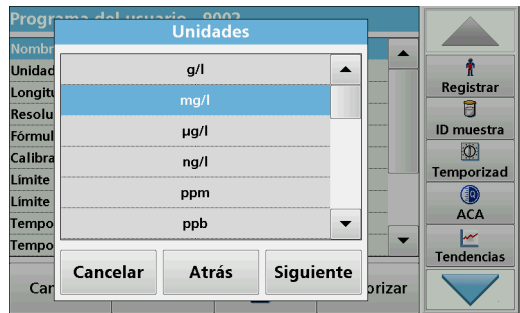 Programa del usuario 9002
Unidades
Nombr
Unidad
Longitu
Resolu
Fórmul
Calibra
Límite
Límite
Tempo
Tempo
g/l
mg/l
µg/l
ng/l
ppm
ppb
Cancelar
Atrás
Siguiente
Can
orizar
Registrar
ID muestra
Temporizad
ACA
Tendencias